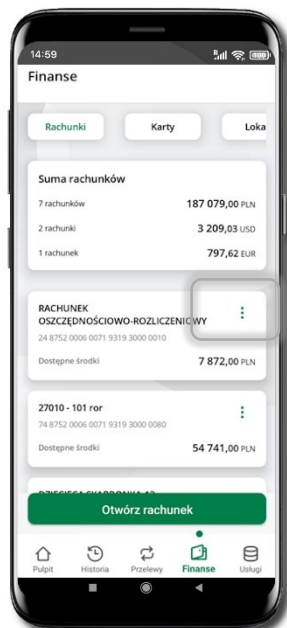 14:59
Finanse
Rachunki Karty Loka
Suma rachunków
7 rachunków 187 079,00 PLN
2 rachunki 3 209,03 USD
1 rachunek 797,62 EUR
RACHUNEK
OSZCZĘDNOŚCIOWO-ROZLICZENIOWY
24 8752 0006 0071 9319 3000 0010
Dostępne środki 7 872,00 PLN
27010 - 101 ror
74 8752 0006 0071 9319 3000 0080
Dostępne środki 54 741,00 PLN
Otwórz rachunek
Pulpit Historia Przelewy Finanse Usługi